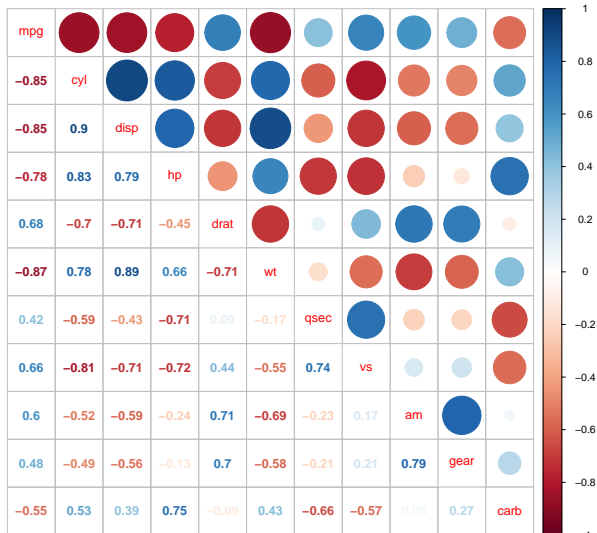 mpg
−0.85 cyl
−0.85 0.9 disp
−0.78 0.83 0.79 hp
0.68 −0.7 −0.71 −0.45 drat
−0.87 0.78 0.89 0.66 −0.71 wt
0.42 −0.59 −0.43 −0.71 0.09 −0.17 qsec
0.66 −0.81 −0.71 −0.72 0.44 −0.55 0.74 vs
0.6 −0.52 −0.59 −0.24 0.71 −0.69 −0.23 0.17 am
0.48 −0.49 −0.56 −0.13 0.7 −0.58 −0.21 0.21 0.79 gear
−0.55 0.53 0.39 0.75 −0.09 0.43 −0.66 −0.57 0.06 0.27 carb
1
0.8
0.6
0.4
0.2
0
−0.2
−0.4
−0.6
−0.8